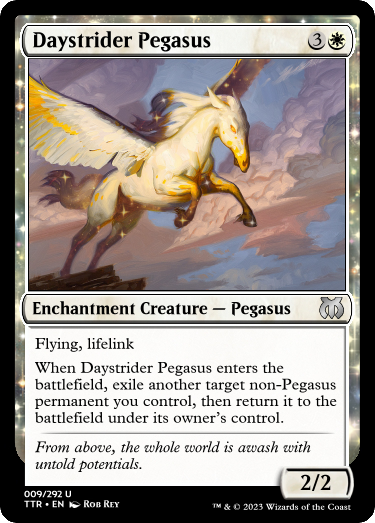 Daystrider Pegasus 3
Enchantment Creature — Pegasus
Flying, lifelink
When Daystrider Pegasus enters the
battlefield, exile another target non-Pegasus
permanent you control, then return it to the
battlefield under its owner's control.
From above, the whole world is awash with
untold potentials.
2/2
009/292 U
TTR • EN Rob Rey
™ & © 2023 Wizards of the Coast